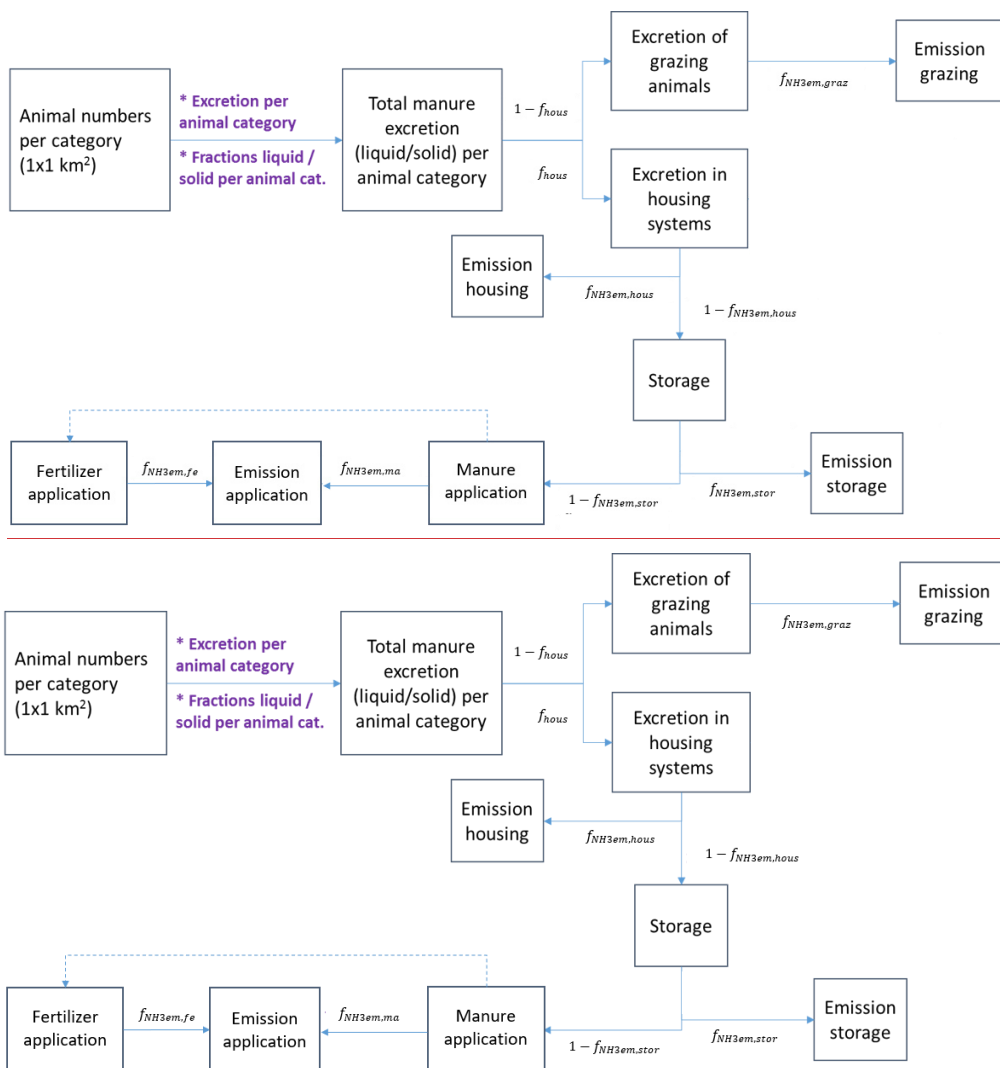 Animal numbers
per category
(1x1 km²)
* Excretion per
animal category
* Fractions liquid /
solid per animal cat.
Total manure
excretion
(liquid/solid) per
animal category
1 − f_hous
f_hous
Excretion of
grazing
animals
f_NH3em,graz
Emission
grazing
Excretion in
housing
systems
Emission
housing
f_NH3em,hous
1 − f_NH3em,hous
Storage
Fertilizer
application
f_NH3em,fe
Emission
application
f_NH3em,ma
Manure
application
1 − f_NH3em,stor
f_NH3em,stor
Emission
storage
Animal numbers
per category
(1x1 km²)
* Excretion per
animal category
* Fractions liquid /
solid per animal cat.
Total manure
excretion
(liquid/solid) per
animal category
1 − f_hous
f_hous
Excretion of
grazing
animals
f_NH3em,graz
Emission
grazing
Excretion in
housing
systems
Emission
housing
f_NH3em,hous
1 − f_NH3em,hous
Storage
Fertilizer
application
f_NH3em,fe
Emission
application
f_NH3em,ma
Manure
application
1 − f_NH3em,stor
f_NH3em,stor
Emission
storage